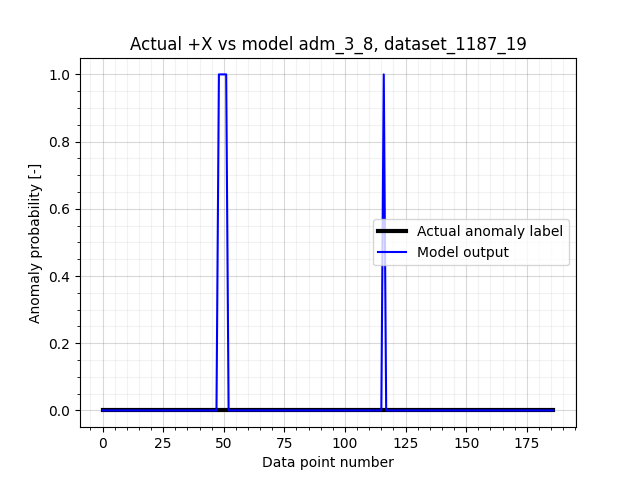 Actual +X vs model adm_3_8, dataset_1187_19
Anomaly probability [-]
1.0
0.8
0.6
0.4
0.2
0.0
Actual anomaly label
Model output
0 25 50 75 100 125 150 175
Data point number